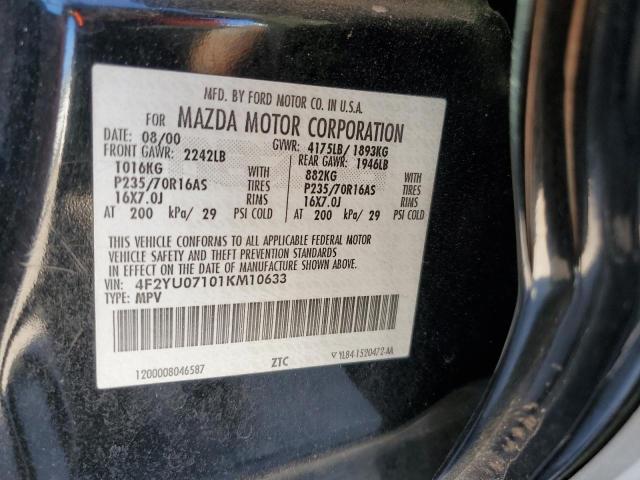 MFD. BY FORD MOTOR CO. IN U.S.A.
FOR MAZDA MOTOR CORPORATION
DATE: 08/00 GVWR: 4175LB/ 1893KG
FRONT GAWR: 2242LB REAR GAWR: 1946LB
1016KG WITH 882KG WITH
P235/70R16AS TIRES P235/70R16AS TIRES
16X7.0J RIMS 16X7.0J RIMS
AT 200 kPa/ 29 PSI COLD AT 200 kPa/ 29 PSI COLD
THIS VEHICLE CONFORMS TO ALL APPLICABLE FEDERAL MOTOR
VEHICLE SAFETY AND THEFT PREVENTION STANDARDS
IN EFFECT ON THE DATE OF MANUFACTURE SHOWN ABOVE.
VIN: 4F2YU07101KM10633
TYPE: MPV
1200008046587 ZTC YL84-1520472-AA